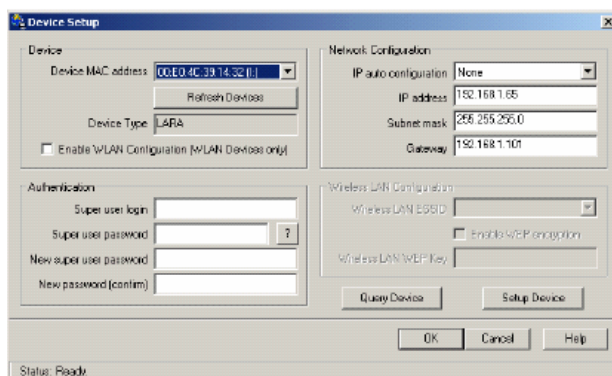 Device Setup
Device
Device MAC address 00:E0:4C:39:14:32 (I:)
Refresh Devices
Device Type LARA
Enable WLAN Configuration (WLAN Devices only)
Network Configuration
IP auto configuration None
IP address 192.168.1.65
Subnet mask 255.255.255.0
Gateway 192.168.1.101
Authentication
Super user login
Super user password ?
New super user password
New password (confirm)
Wireless LAN Configuration
Wireless LAN ESSID
Enable WEP encryption
Wireless LAN WEP Key
Query Device
Setup Device
OK
Cancel
Help
Status: Ready.